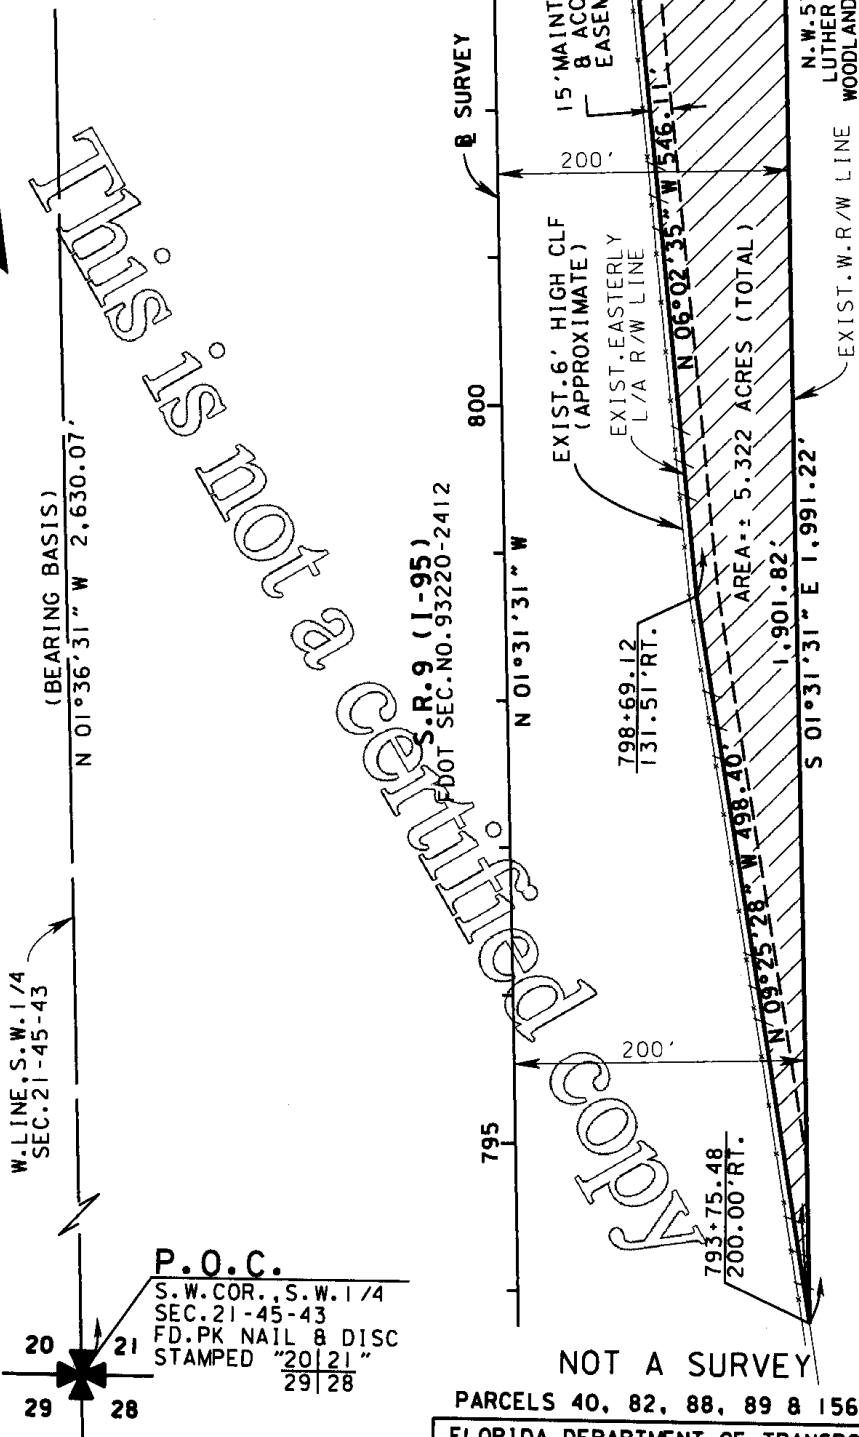 15' MAINT
& ACC
EASEM
N.W.5
LUTHER
WOODLAND
B SURVEY
200'
N 06°02'35" W 546.11'
EXIST. W. R/W LINE
This is not a certified copy
EXIST. 6' HIGH CLF
(APPROXIMATE)
EXIST. EASTERLY
L/A R/W LINE
AREA=± 5.322 ACRES (TOTAL)
800
(BEARING BASIS)
N 01°36'31" W 2,630.07'
S.R.9 (I-95)
FDOT SEC. NO. 93220-2412
N 01°31'31" W
1,901.82'
S 01°31'31" E 1,991.22'
798+69.12
131.51'RT.
N 09°25'28" W 498.40'
W. LINE, S.W. 1/4
SEC. 21-45-43
200'
795
793+75.48
200.00'RT.
P.O.C.
S.W. COR., S.W. 1/4
SEC. 21-45-43
FD. PK NAIL & DISC
STAMPED "20|21"
29|28
20 21
29 28
NOT A SURVEY
PARCELS 40, 82, 88, 89 & 156
FLORIDA DEPARTMENT OF TRANSPO